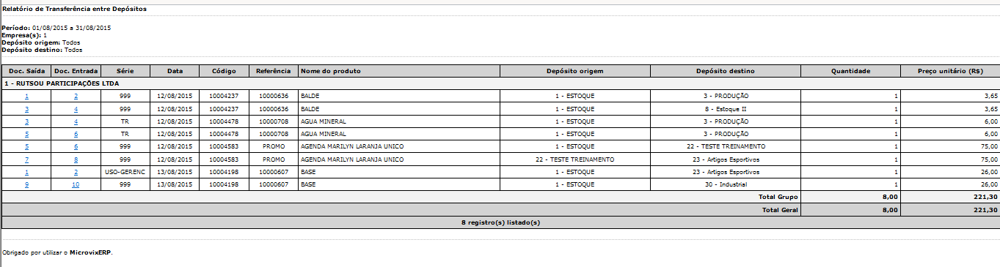 Relatório de Transferência entre Depósitos
Período: 01/08/2015 a 31/08/2015
Empresa(s): 1
Depósito origem: Todos
Depósito destino: Todos
Doc. Saída Doc. Entrada Série Data Código Referência Nome do produto Depósito origem Depósito destino Quantidade Preço unitário (R$)
1 - RUTSOU PARTICIPAÇÕES LTDA
1 2 999 12/08/2015 10004237 10000636 BALDE 1 - ESTOQUE 3 - PRODUÇÃO 1 3,65
3 4 999 12/08/2015 10004237 10000636 BALDE 1 - ESTOQUE 8 - Estoque II 1 3,65
3 4 TR 12/08/2015 10004478 10000708 AGUA MINERAL 1 - ESTOQUE 3 - PRODUÇÃO 1 6,00
5 6 TR 12/08/2015 10004478 10000708 AGUA MINERAL 1 - ESTOQUE 3 - PRODUÇÃO 1 6,00
5 6 999 12/08/2015 10004583 PROMO AGENDA MARILYN LARANJA UNICO 1 - ESTOQUE 22 - TESTE TREINAMENTO 1 75,00
7 8 999 12/08/2015 10004583 PROMO AGENDA MARILYN LARANJA UNICO 22 - TESTE TREINAMENTO 23 - Artigos Esportivos 1 75,00
1 2 USO-GERENC 13/08/2015 10004198 10000607 BASE 1 - ESTOQUE 23 - Artigos Esportivos 1 26,00
9 10 999 13/08/2015 10004198 10000607 BASE 1 - ESTOQUE 30 - Industrial 1 26,00
Total Grupo 8,00 221,30
Total Geral 8,00 221,30
8 registro(s) listado(s)
Obrigado por utilizar o MicrovixERP.